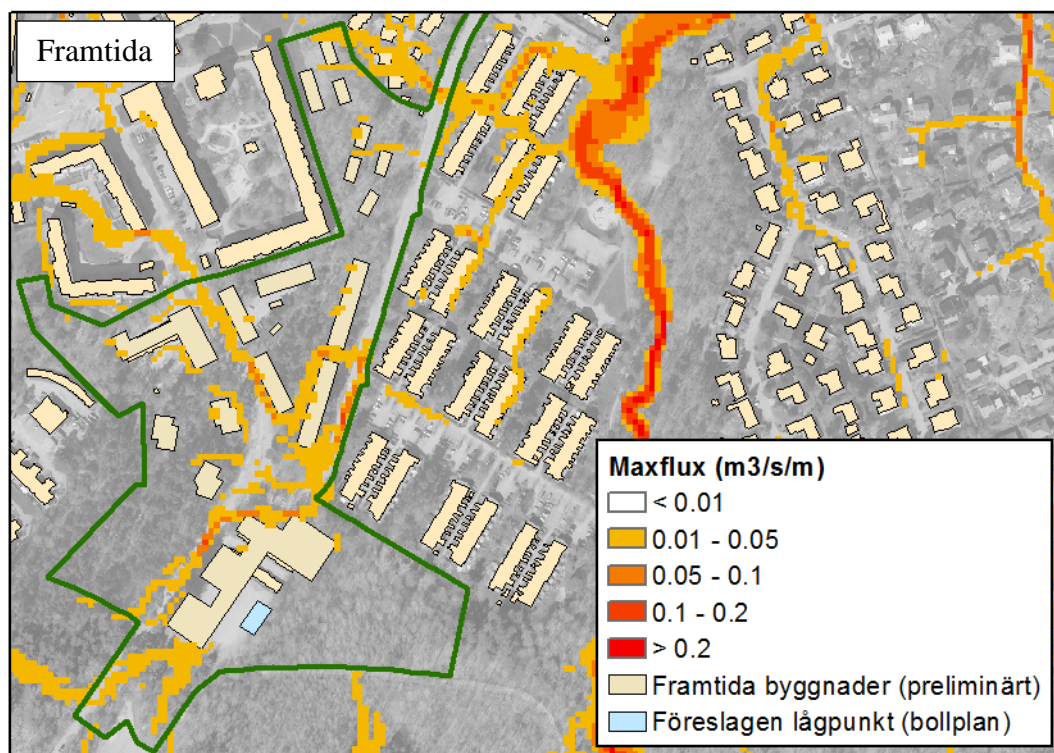 Framtida
Maxflux (m3/s/m)
< 0.01
0.01 - 0.05
0.05 - 0.1
0.1 - 0.2
> 0.2
Framtida byggnader (preliminärt)
Föreslagen lågpunkt (bollplan)